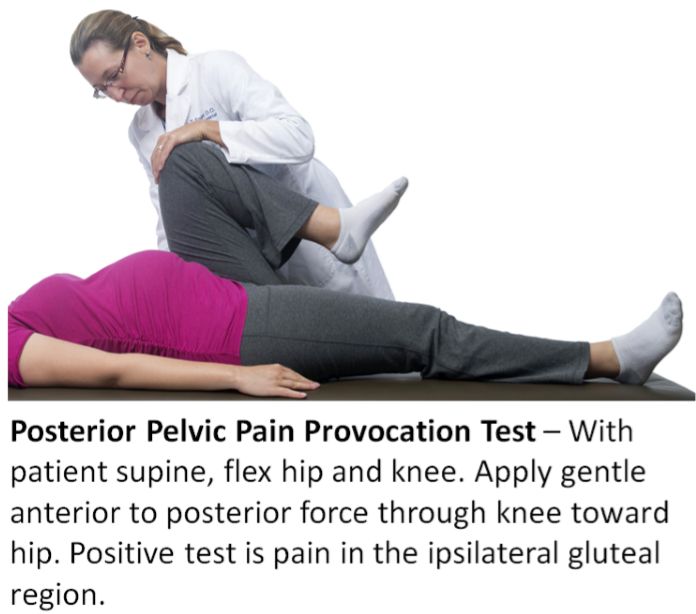 Posterior Pelvic Pain Provocation Test – With
patient supine, flex hip and knee. Apply gentle
anterior to posterior force through knee toward
hip. Positive test is pain in the ipsilateral gluteal
region.